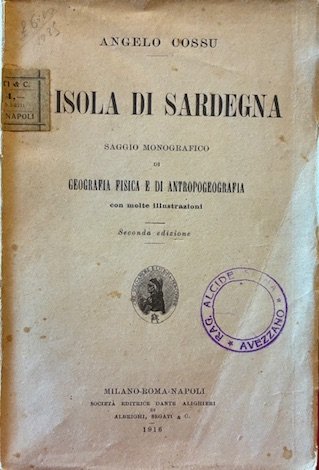 ANGELO COSSU
TI & C.
NAPOLI
ISOLA DI SARDEGNA
SAGGIO MONOGRAFICO
DI
GEOGRAFIA FISICA E DI ANTROPOGEOGRAFIA
con molte illustrazioni
Seconda edizione
RAG. ALCIDE
* AVEZZANO *
MILANO-ROMA-NAPOLI
SOCIETÀ EDITRICE DANTE ALIGHIERI
DI
ALBRIGHI, SEGATI & C.
1916